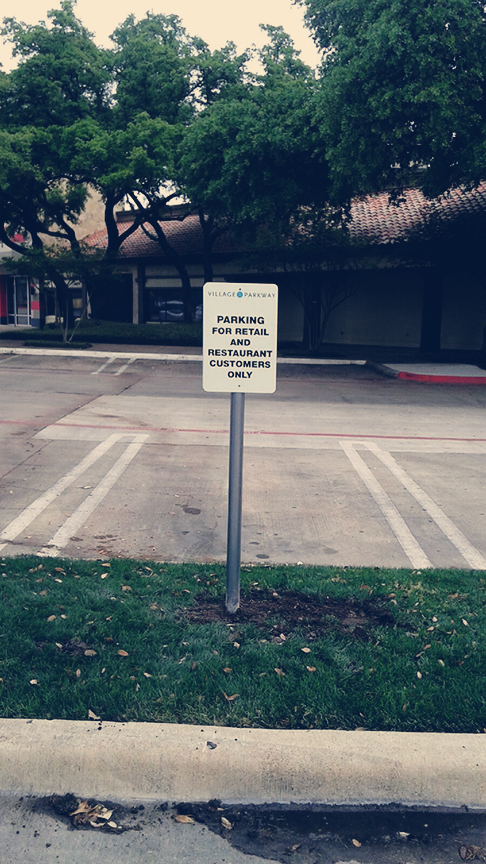 VILLAGE PARKWAY
PARKING
FOR RETAIL
AND
RESTAURANT
CUSTOMERS
ONLY